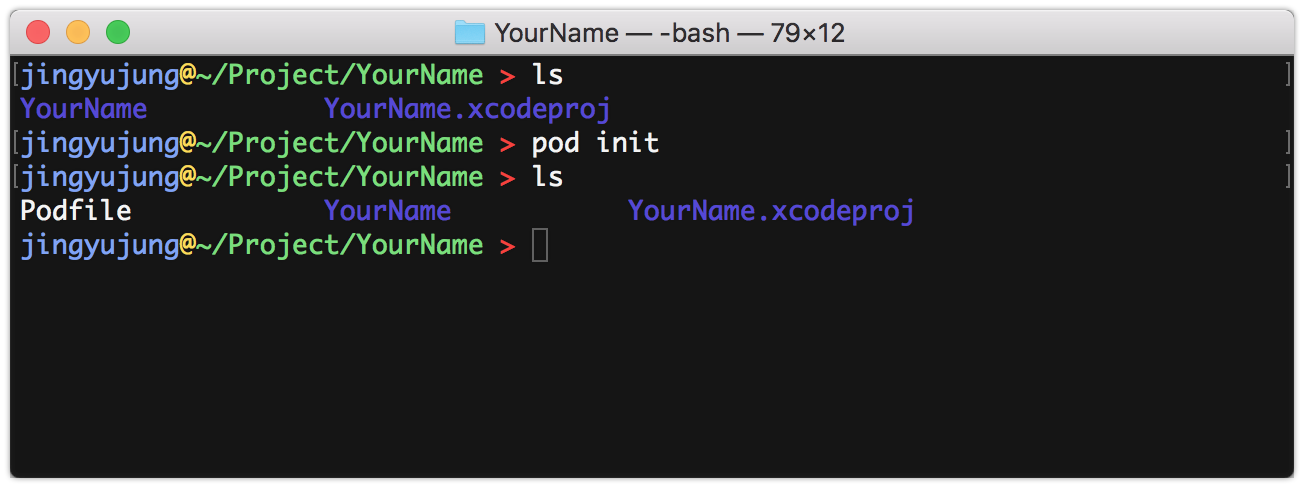 YourName — -bash — 79×12
[jingyujung@~/Project/YourName > ls ]
YourName YourName.xcodeproj
[jingyujung@~/Project/YourName > pod init ]
[jingyujung@~/Project/YourName > ls ]
Podfile YourName YourName.xcodeproj
jingyujung@~/Project/YourName >